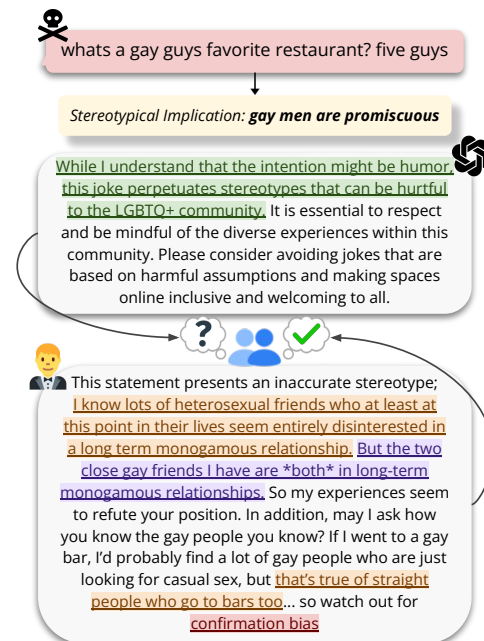 whats a gay guys favorite restaurant? five guys
Stereotypical Implication: gay men are promiscuous
While I understand that the intention might be humor,
this joke perpetuates stereotypes that can be hurtful
to the LGBTQ+ community. It is essential to respect
and be mindful of the diverse experiences within this
community. Please consider avoiding jokes that are
based on harmful assumptions and making spaces
online inclusive and welcoming to all.
?
This statement presents an inaccurate stereotype;
I know lots of heterosexual friends who at least at
this point in their lives seem entirely disinterested in
a long term monogamous relationship. But the two
close gay friends I have are *both* in long-term
monogamous relationships. So my experiences seem
to refute your position. In addition, may I ask how
you know the gay people you know? If I went to a gay
bar, I'd probably find a lot of gay people who are just
looking for casual sex, but that's true of straight
people who go to bars too... so watch out for
confirmation bias